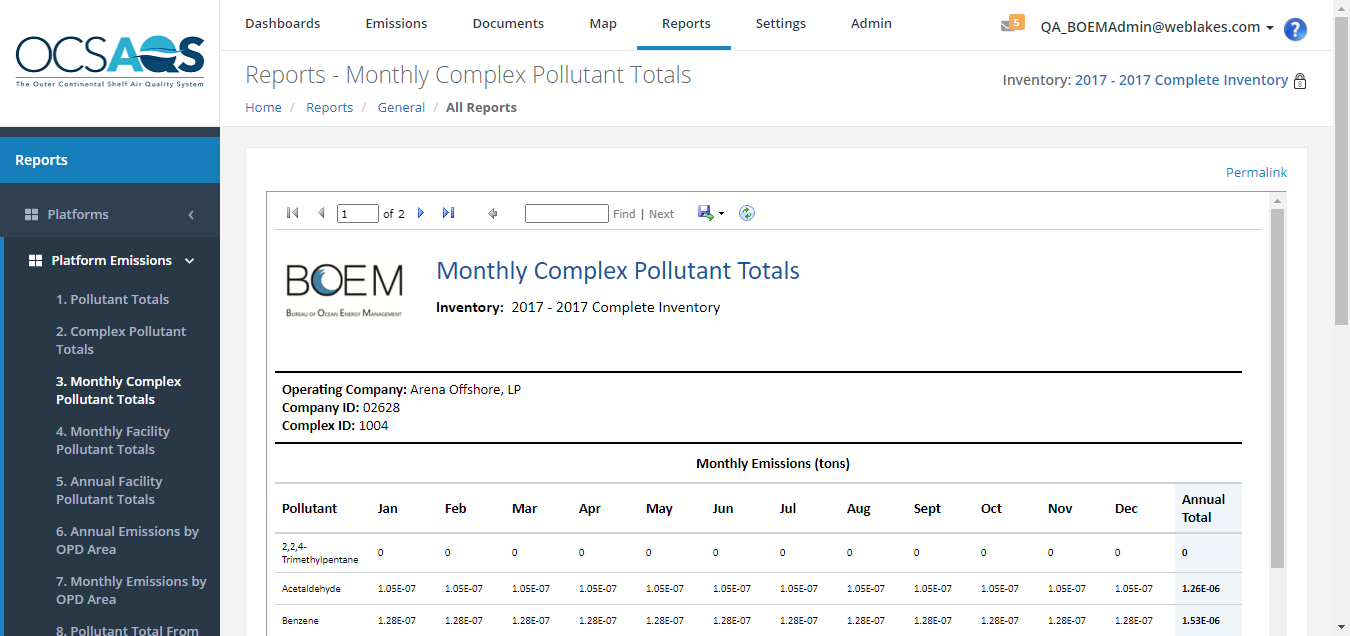 OCSAQS
The Outer Continental Shelf Air Quality System
Dashboards Emissions Documents Map Reports Settings Admin
5 QA_BOEMAdmin@weblakes.com ?
Reports - Monthly Complex Pollutant Totals
Inventory: 2017 - 2017 Complete Inventory
Home / Reports / General / All Reports
Reports
Platforms
Platform Emissions
1. Pollutant Totals
2. Complex Pollutant
Totals
3. Monthly Complex
Pollutant Totals
4. Monthly Facility
Pollutant Totals
5. Annual Facility
Pollutant Totals
6. Annual Emissions by
OPD Area
7. Monthly Emissions by
OPD Area
8. Pollutant Total From
Permalink
1 of 2 Find | Next
BOEM
Bureau of Ocean Energy Management
Monthly Complex Pollutant Totals
Inventory: 2017 - 2017 Complete Inventory
Operating Company: Arena Offshore, LP
Company ID: 02628
Complex ID: 1004
Monthly Emissions (tons)
Pollutant Jan Feb Mar Apr May Jun Jul Aug Sept Oct Nov Dec Annual
Total
2,2,4-
Trimethylpentane 0 0 0 0 0 0 0 0 0 0 0 0 0
Acetaldehyde 1.05E-07 1.05E-07 1.05E-07 1.05E-07 1.05E-07 1.05E-07 1.05E-07 1.05E-07 1.05E-07 1.05E-07 1.05E-07 1.05E-07 1.26E-06
Benzene 1.28E-07 1.28E-07 1.28E-07 1.28E-07 1.28E-07 1.28E-07 1.28E-07 1.28E-07 1.28E-07 1.28E-07 1.28E-07 1.28E-07 1.53E-06